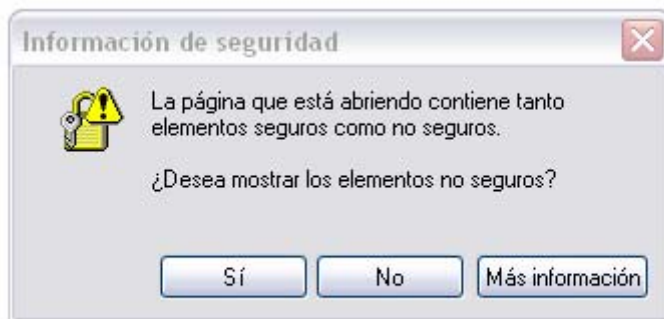 Información de seguridad
La página que está abriendo contiene tanto
elementos seguros como no seguros.
¿Desea mostrar los elementos no seguros?
Sí
No
Más información